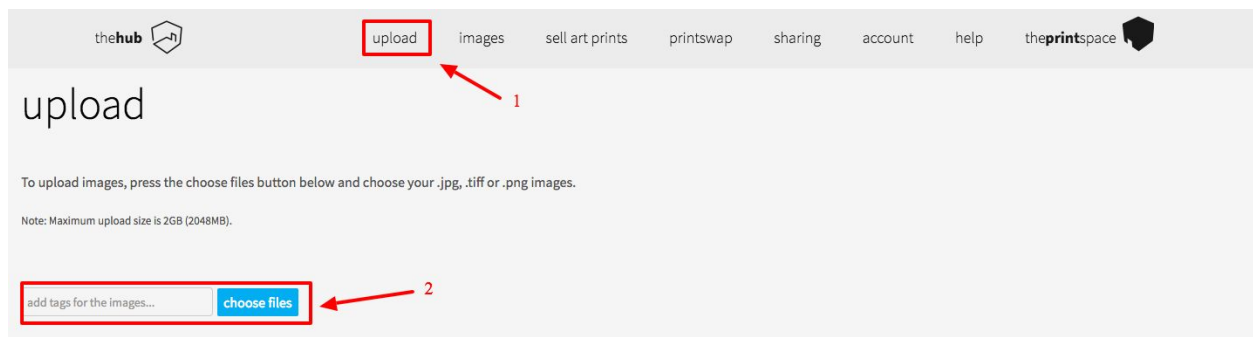 thehub upload images sell art prints printswap sharing account help theprintspace
1
upload
To upload images, press the choose files button below and choose your .jpg, .tiff or .png images.
Note: Maximum upload size is 2GB (2048MB).
2
add tags for the images... choose files